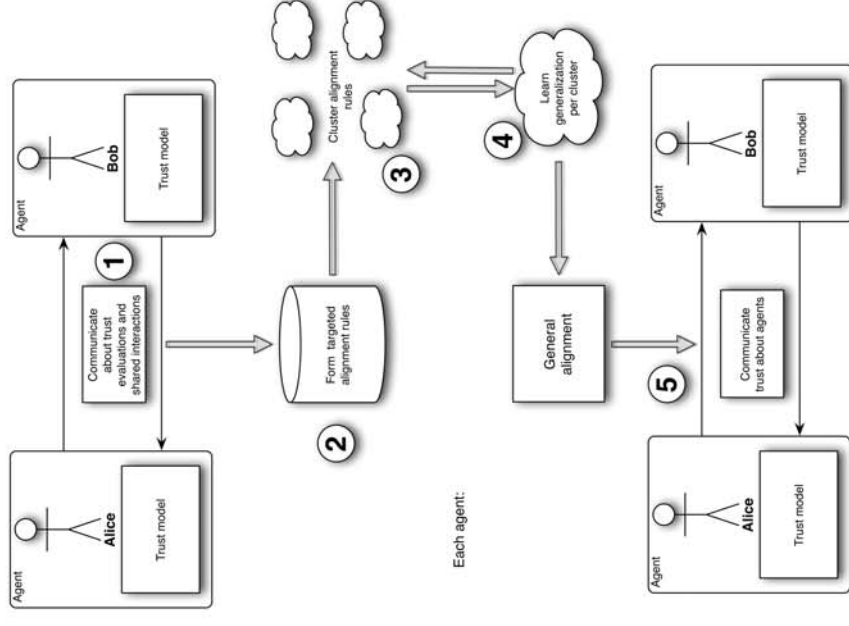 Agent
Alice
Trust model
Communicate
about trust
evaluations and
shared interactions
1
Agent
Bob
Trust model
2
Form targeted
alignment rules
3
Cluster alignment
rules
Each agent:
4
Learn
generalization
per cluster
General
alignment
5
Agent
Alice
Trust model
Communicate
trust about agents
Agent
Bob
Trust model